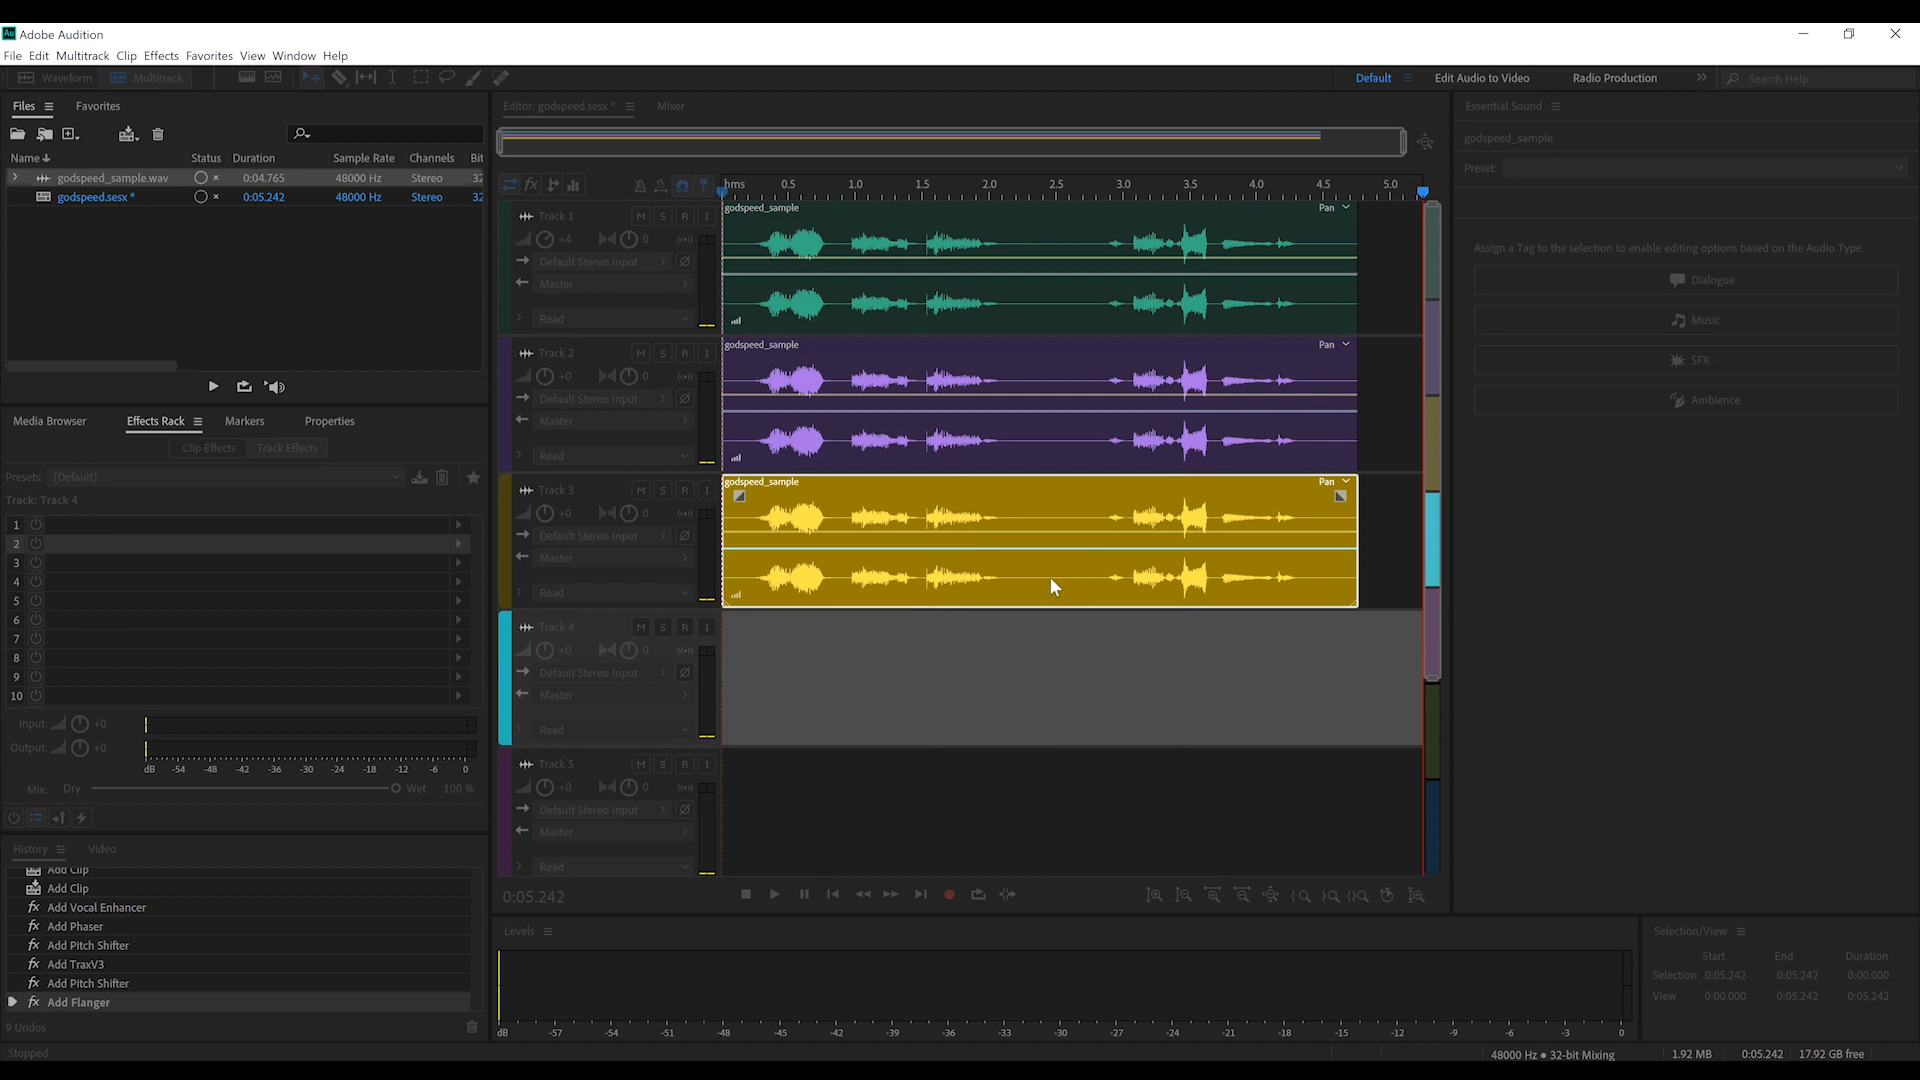 Adobe Audition
File Edit Multitrack Clip Effects Favorites View Window Help
Waveform Multitrack Default Edit Audio to Video Radio Production Search Help
Files Favorites
Name Status Duration Sample Rate Channels Bit
godspeed_sample.wav × 0:04.765 48000 Hz Stereo 32
godspeed.sesx * × 0:05.242 48000 Hz Stereo 32
Media Browser Effects Rack Markers Properties
Clip Effects Track Effects
Presets: (Default)
Track: Track 4
1
2
3
4
5
6
7
8
9
10
Input: +0
Output: +0
dB -54 -48 -42 -36 -30 -24 -18 -12 -6 0
Mix: Dry Wet 100 %
History Video
Add Clip
Add Clip
fx Add Vocal Enhancer
fx Add Phaser
fx Add Pitch Shifter
fx Add TraxV3
fx Add Pitch Shifter
fx Add Flanger
9 Undos
Stopped
Editor: godspeed.sesx * Mixer
fx
hms 0.5 1.0 1.5 2.0 2.5 3.0 3.5 4.0 4.5 5.0
Track 1 M S R I
+4 0
Default Stereo Input
Master
Read
godspeed_sample Pan
Track 2 M S R I
+0 0
Default Stereo Input
Master
Read
godspeed_sample Pan
Track 3 M S R I
+0 0
Default Stereo Input
Master
Read
godspeed_sample Pan
Track 4 M S R I
+0 0
Default Stereo Input
Master
Read
Track 5 M S R I
+0 0
Default Stereo Input
Master
Read
0:05.242
Levels
dB -57 -54 -51 -48 -45 -42 -39 -36 -33 -30 -27 -24 -21 -18 -15 -12 -9 -6 -3 0
Essential Sound
godspeed_sample
Preset:
Assign a Tag to the selection to enable editing options based on the Audio Type.
Dialogue
Music
SFX
Ambience
Selection/View
Start End Duration
Selection 0:05.242 0:05.242 0:00.000
View 0:00.000 0:05.242 0:05.242
48000 Hz • 32-bit Mixing 1.92 MB 0:05.242 17.92 GB free